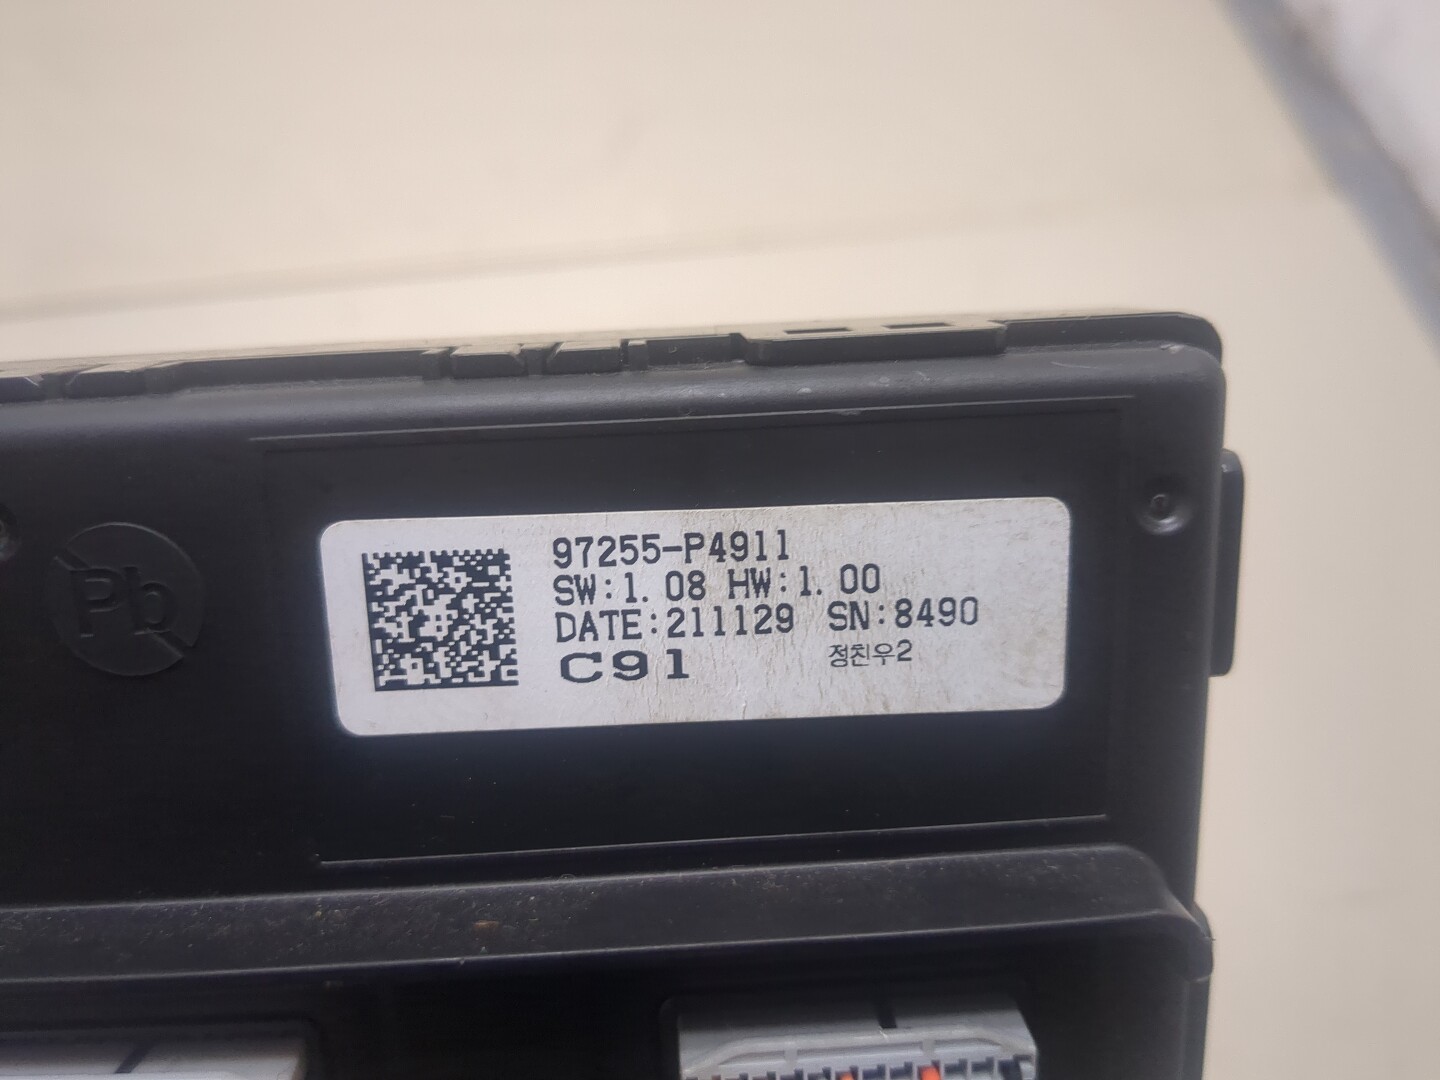 97255-P4911
SW:1.08 HW:1.00
DATE:211129 SN:8490
C91 정친우2
Pb